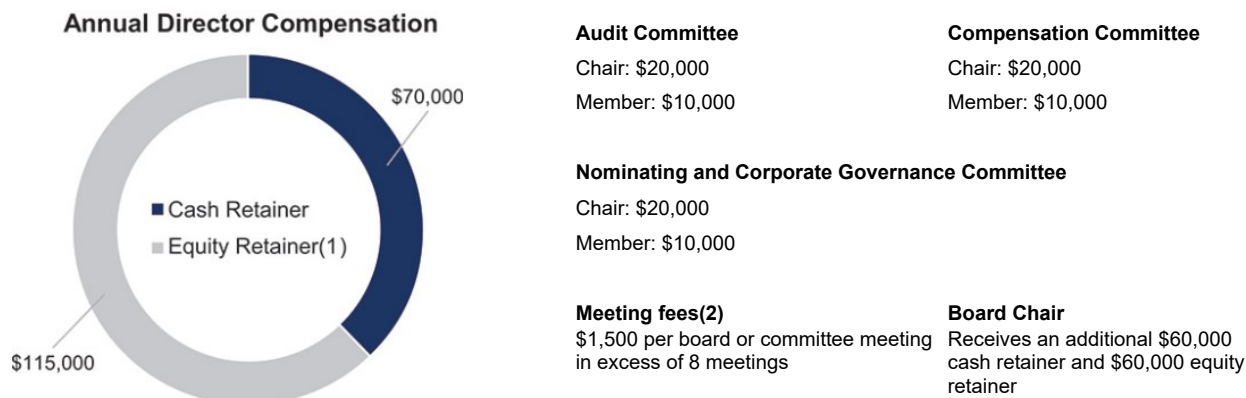 Annual Director Compensation
$70,000
Cash Retainer
Equity Retainer(1)
$115,000
Audit Committee
Chair: $20,000
Member: $10,000
Compensation Committee
Chair: $20,000
Member: $10,000
Nominating and Corporate Governance Committee
Chair: $20,000
Member: $10,000
Meeting fees(2)
$1,500 per board or committee meeting
in excess of 8 meetings
Board Chair
Receives an additional $60,000
cash retainer and $60,000 equity
retainer